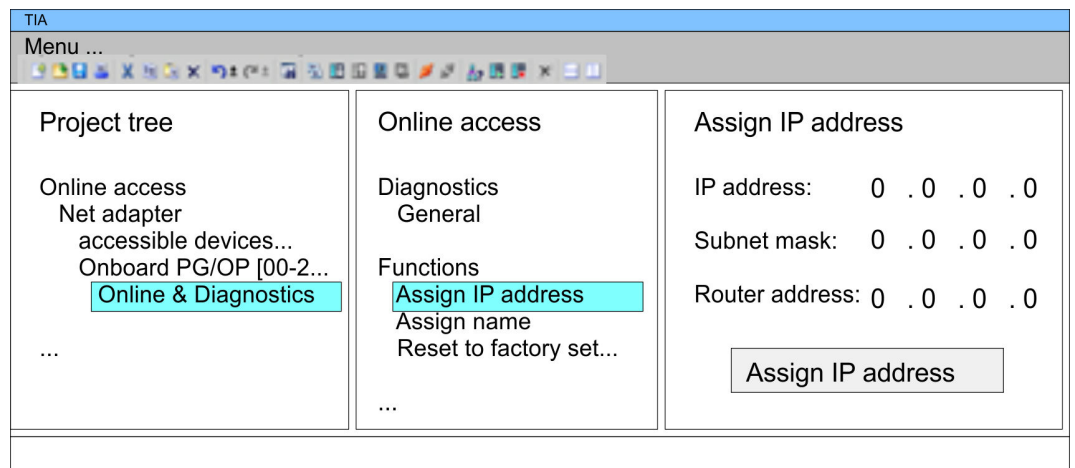 TIA
Menu ...
Project tree
Online access
Net adapter
accessible devices...
Onboard PG/OP [00-2...
Online & Diagnostics
...
Online access
Diagnostics
General
Functions
Assign IP address
Assign name
Reset to factory set...
...
Assign IP address
IP address: 0 . 0 . 0 . 0
Subnet mask: 0 . 0 . 0 . 0
Router address: 0 . 0 . 0 . 0
Assign IP address